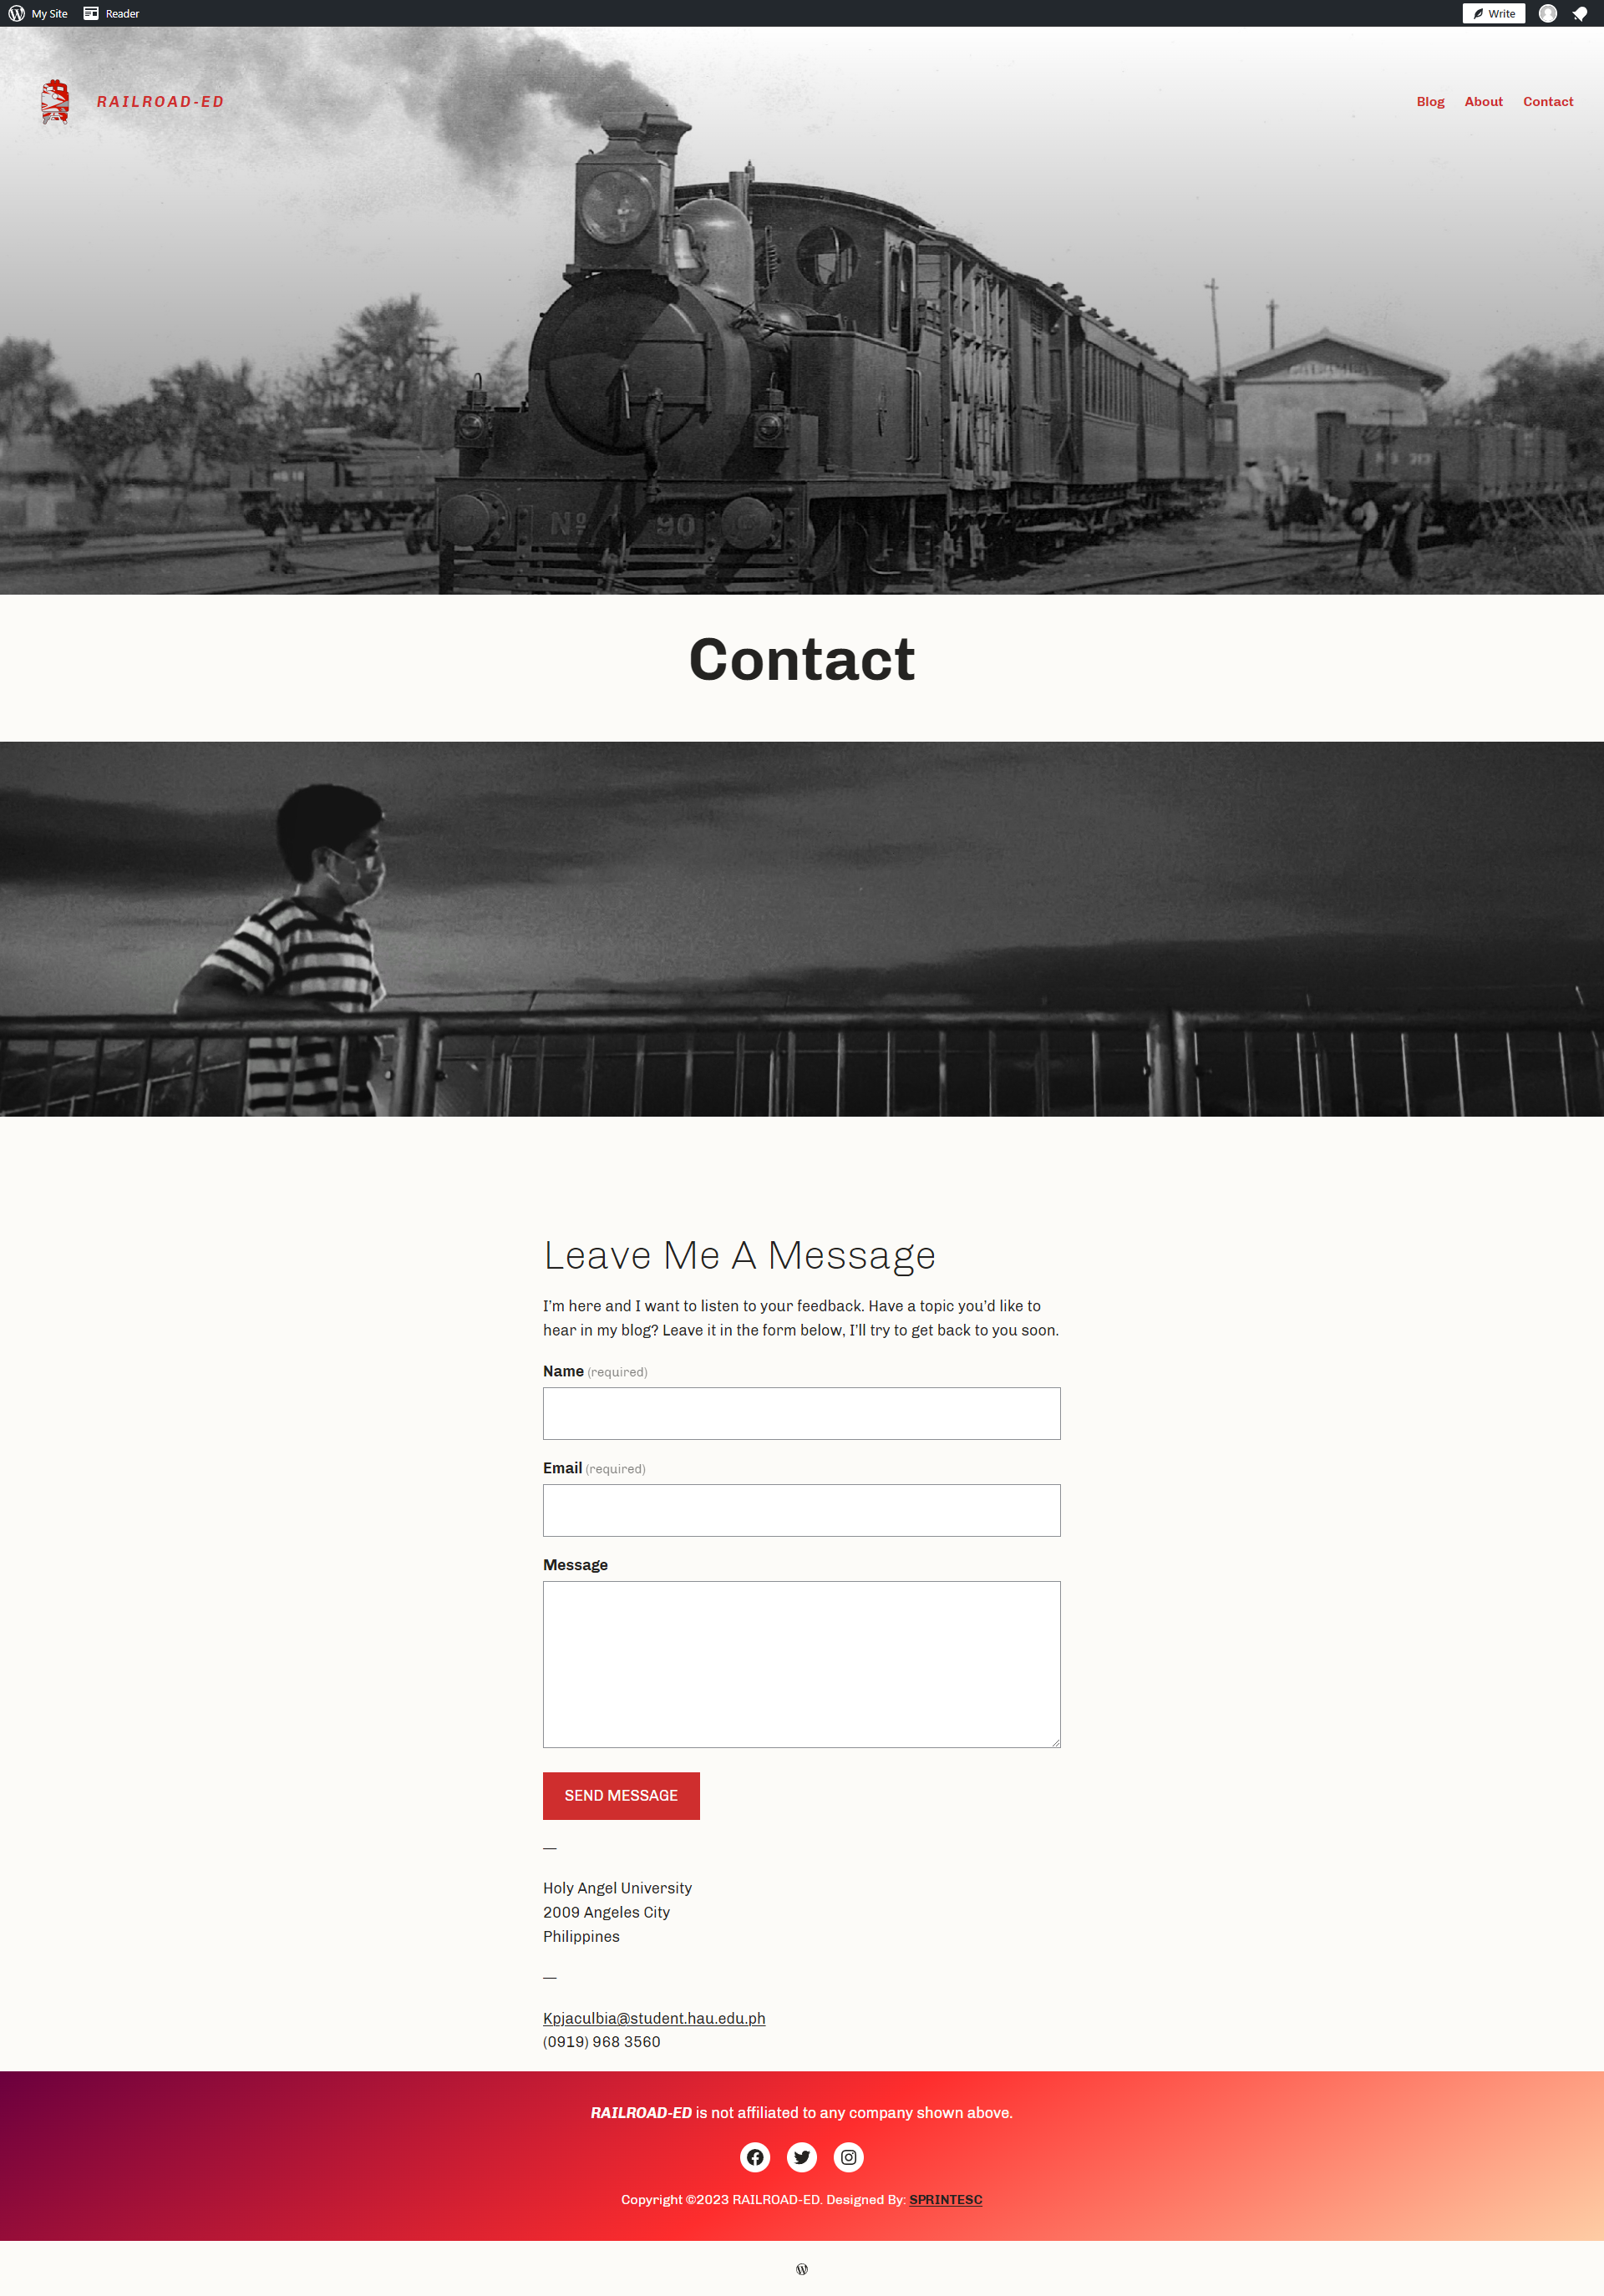 My Site
Reader
Write
RAILROAD-ED
Blog
About
Contact
Nº 90
Contact
Leave Me A Message
I’m here and I want to listen to your feedback. Have a topic you’d like to
hear in my blog? Leave it in the form below, I’ll try to get back to you soon.
Name (required)
Email (required)
Message
SEND MESSAGE
—
Holy Angel University
2009 Angeles City
Philippines
—
Kpjaculbia@student.hau.edu.ph
(0919) 968 3560
RAILROAD-ED is not affiliated to any company shown above.
Copyright ©2023 RAILROAD-ED. Designed By: SPRINTESC